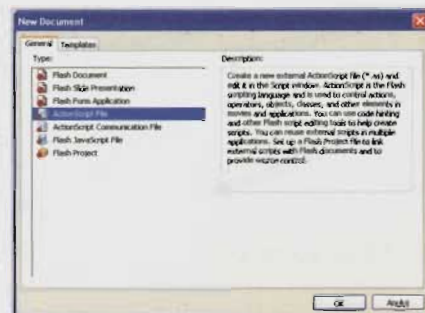 New Document
General Templates
Type:
Flash Document
Flash Slide Presentation
Flash Form Application
ActionScript File
ActionScript Communication File
Flash JavaScript File
Flash Project
Description:
Create a new external ActionScript file (*.as) and
edit it in the Script window. ActionScript is the Flash
scripting language and is used to control actions,
operators, objects, classes, and other elements in
movies and applications. You can use code hinting
and other Flash script editing tools to help create
scripts. You can reuse external scripts in multiple
applications. Set up a Flash Project file to link
external scripts with Flash documents and to
provide source control.
OK Anuluj